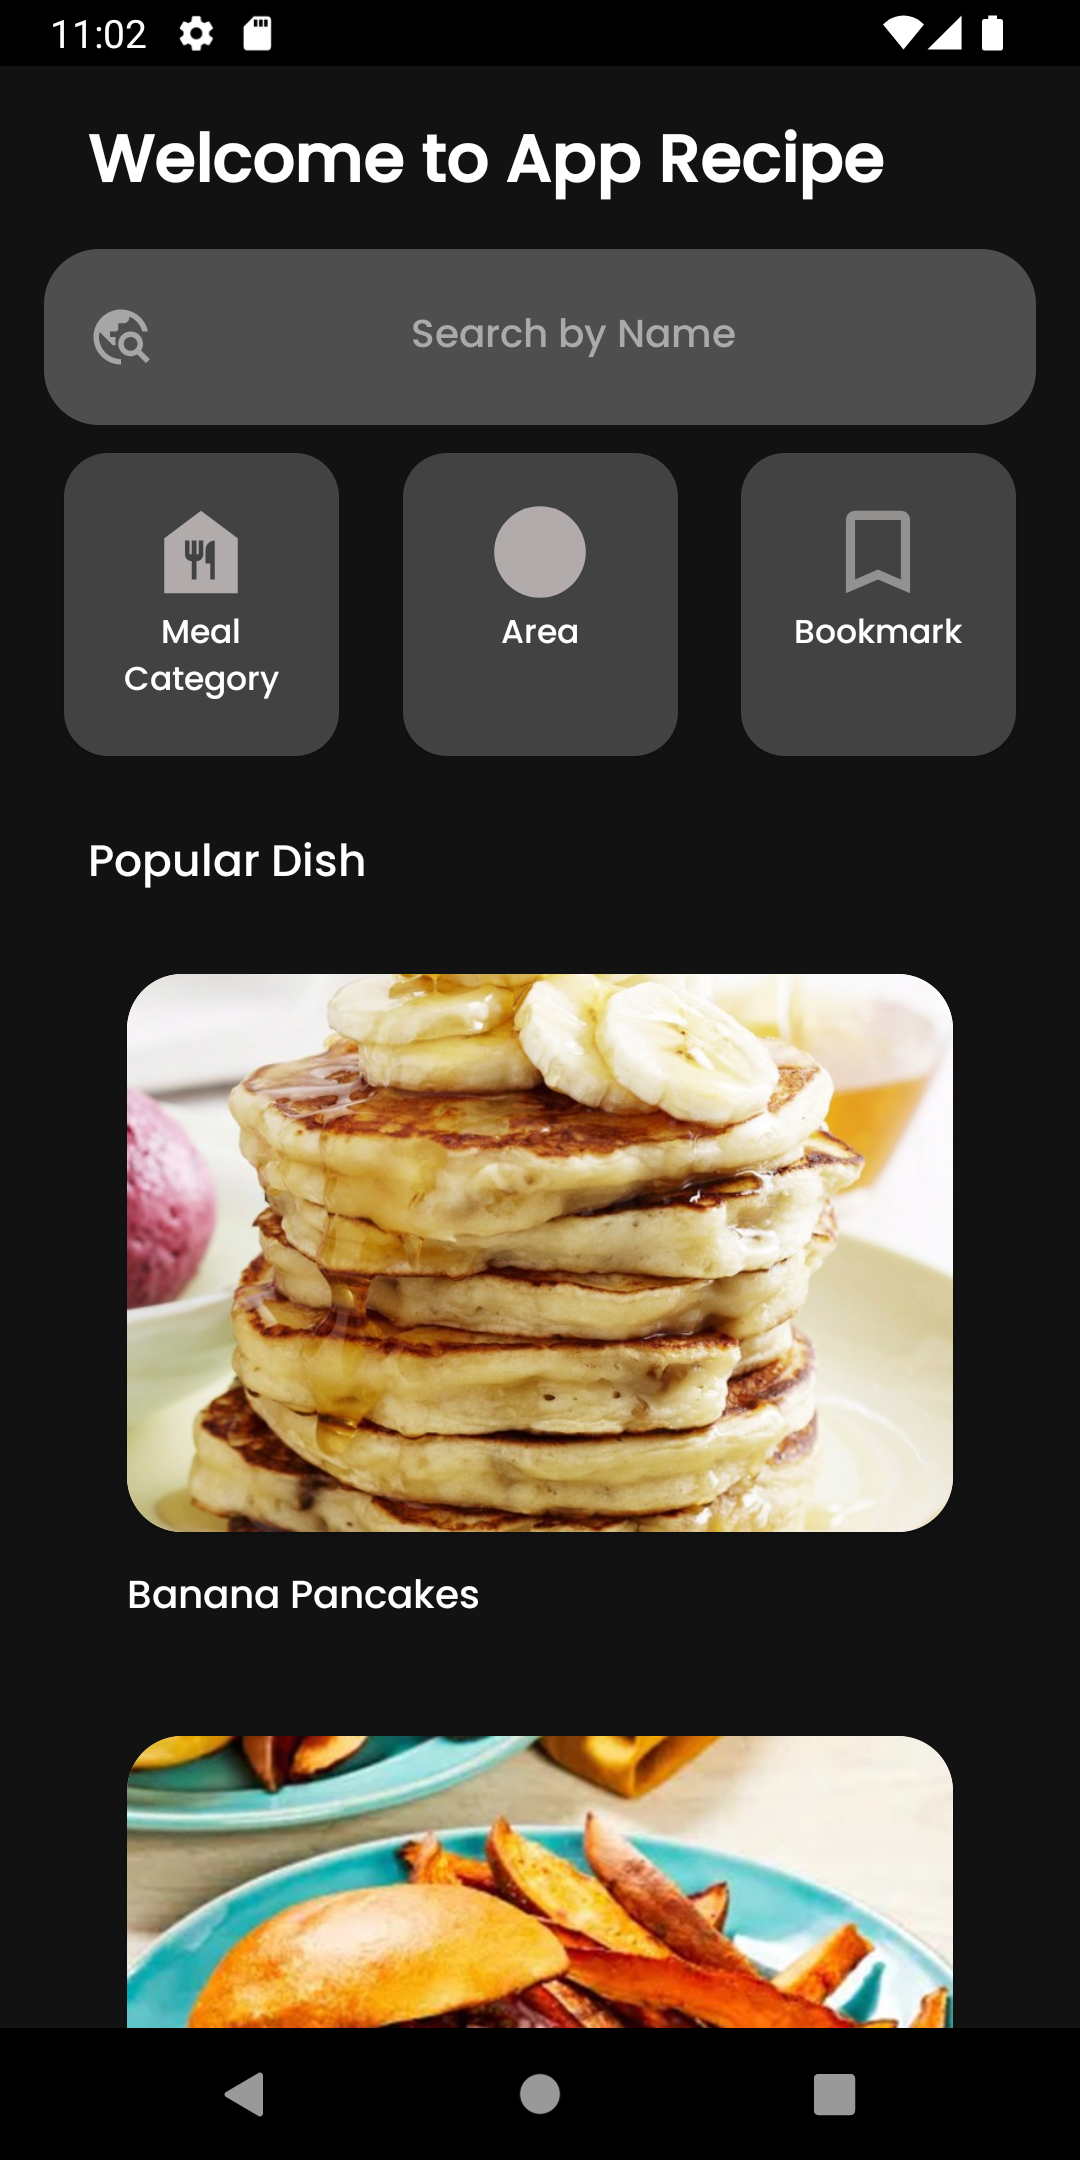 11:02
Welcome to App Recipe
Search by Name
Meal
Category
Area
Bookmark
Popular Dish
Banana Pancakes